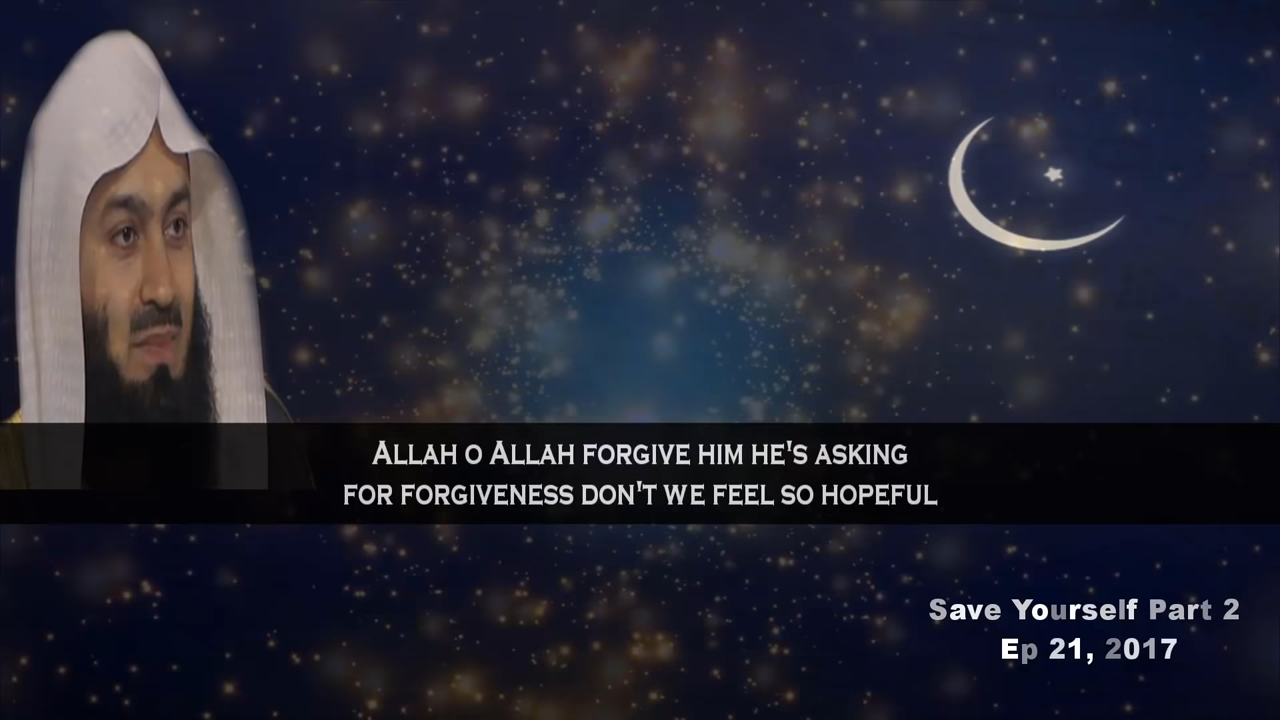 Allah o Allah forgive him he's asking
for forgiveness don't we feel so hopeful
Save Yourself Part 2
Ep 21, 2017